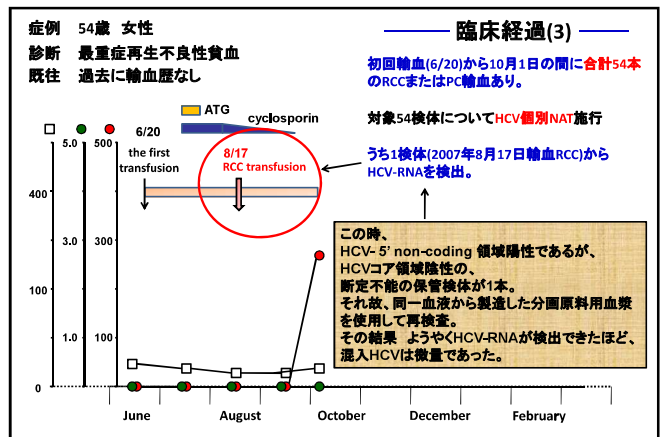 症例 54歳 女性
診断 最重症再生不良性貧血
既往 過去に輸血歴なし
臨床経過(3)
初回輸血(6/20)から10月1日の間に合計54本
のRCCまたはPC輸血あり。
対象54検体についてHCV個別NAT施行
うち1検体(2007年8月17日輸血RCC)から
HCV-RNAを検出。
この時、
HCV- 5' non-coding 領域陽性であるが、
HCVコア領域陰性の、
断定不能の保管検体が1本。
それ故、同一血液から製造した分画原料用血漿
を使用して再検査。
その結果 ようやくHCV-RNAが検出できたほど、
混入HCVは微量であった。
ATG
cyclosporin
6/20
the first
transfusion
8/17
RCC transfusion
5.0
500
400
3.0
300
100
1.0
100
0
June
August
October
December
February